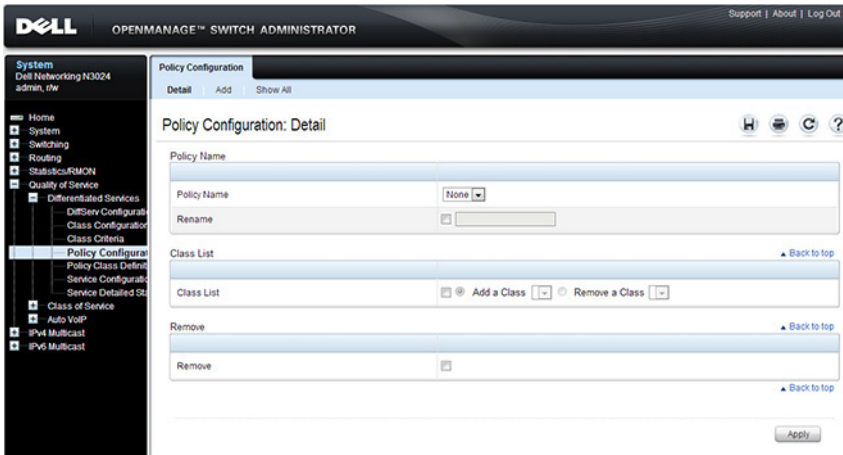 Support | About | Log Out
DELL OPENMANAGE™ SWITCH ADMINISTRATOR
System
Dell Networking N3024
admin, r/w
Home
System
Switching
Routing
Statistics/RMON
Quality of Service
Differentiated Services
DiffServ Configurati
Class Configuration
Class Criteria
Policy Configurat
Policy Class Definit
Service Configuratio
Service Detailed Sta
Class of Service
Auto VoIP
IPv4 Multicast
IPv6 Multicast
Policy Configuration
Detail Add Show All
Policy Configuration: Detail
Policy Name
Policy Name None
Rename
Class List Back to top
Class List Add a Class Remove a Class
Remove Back to top
Remove
Back to top
Apply